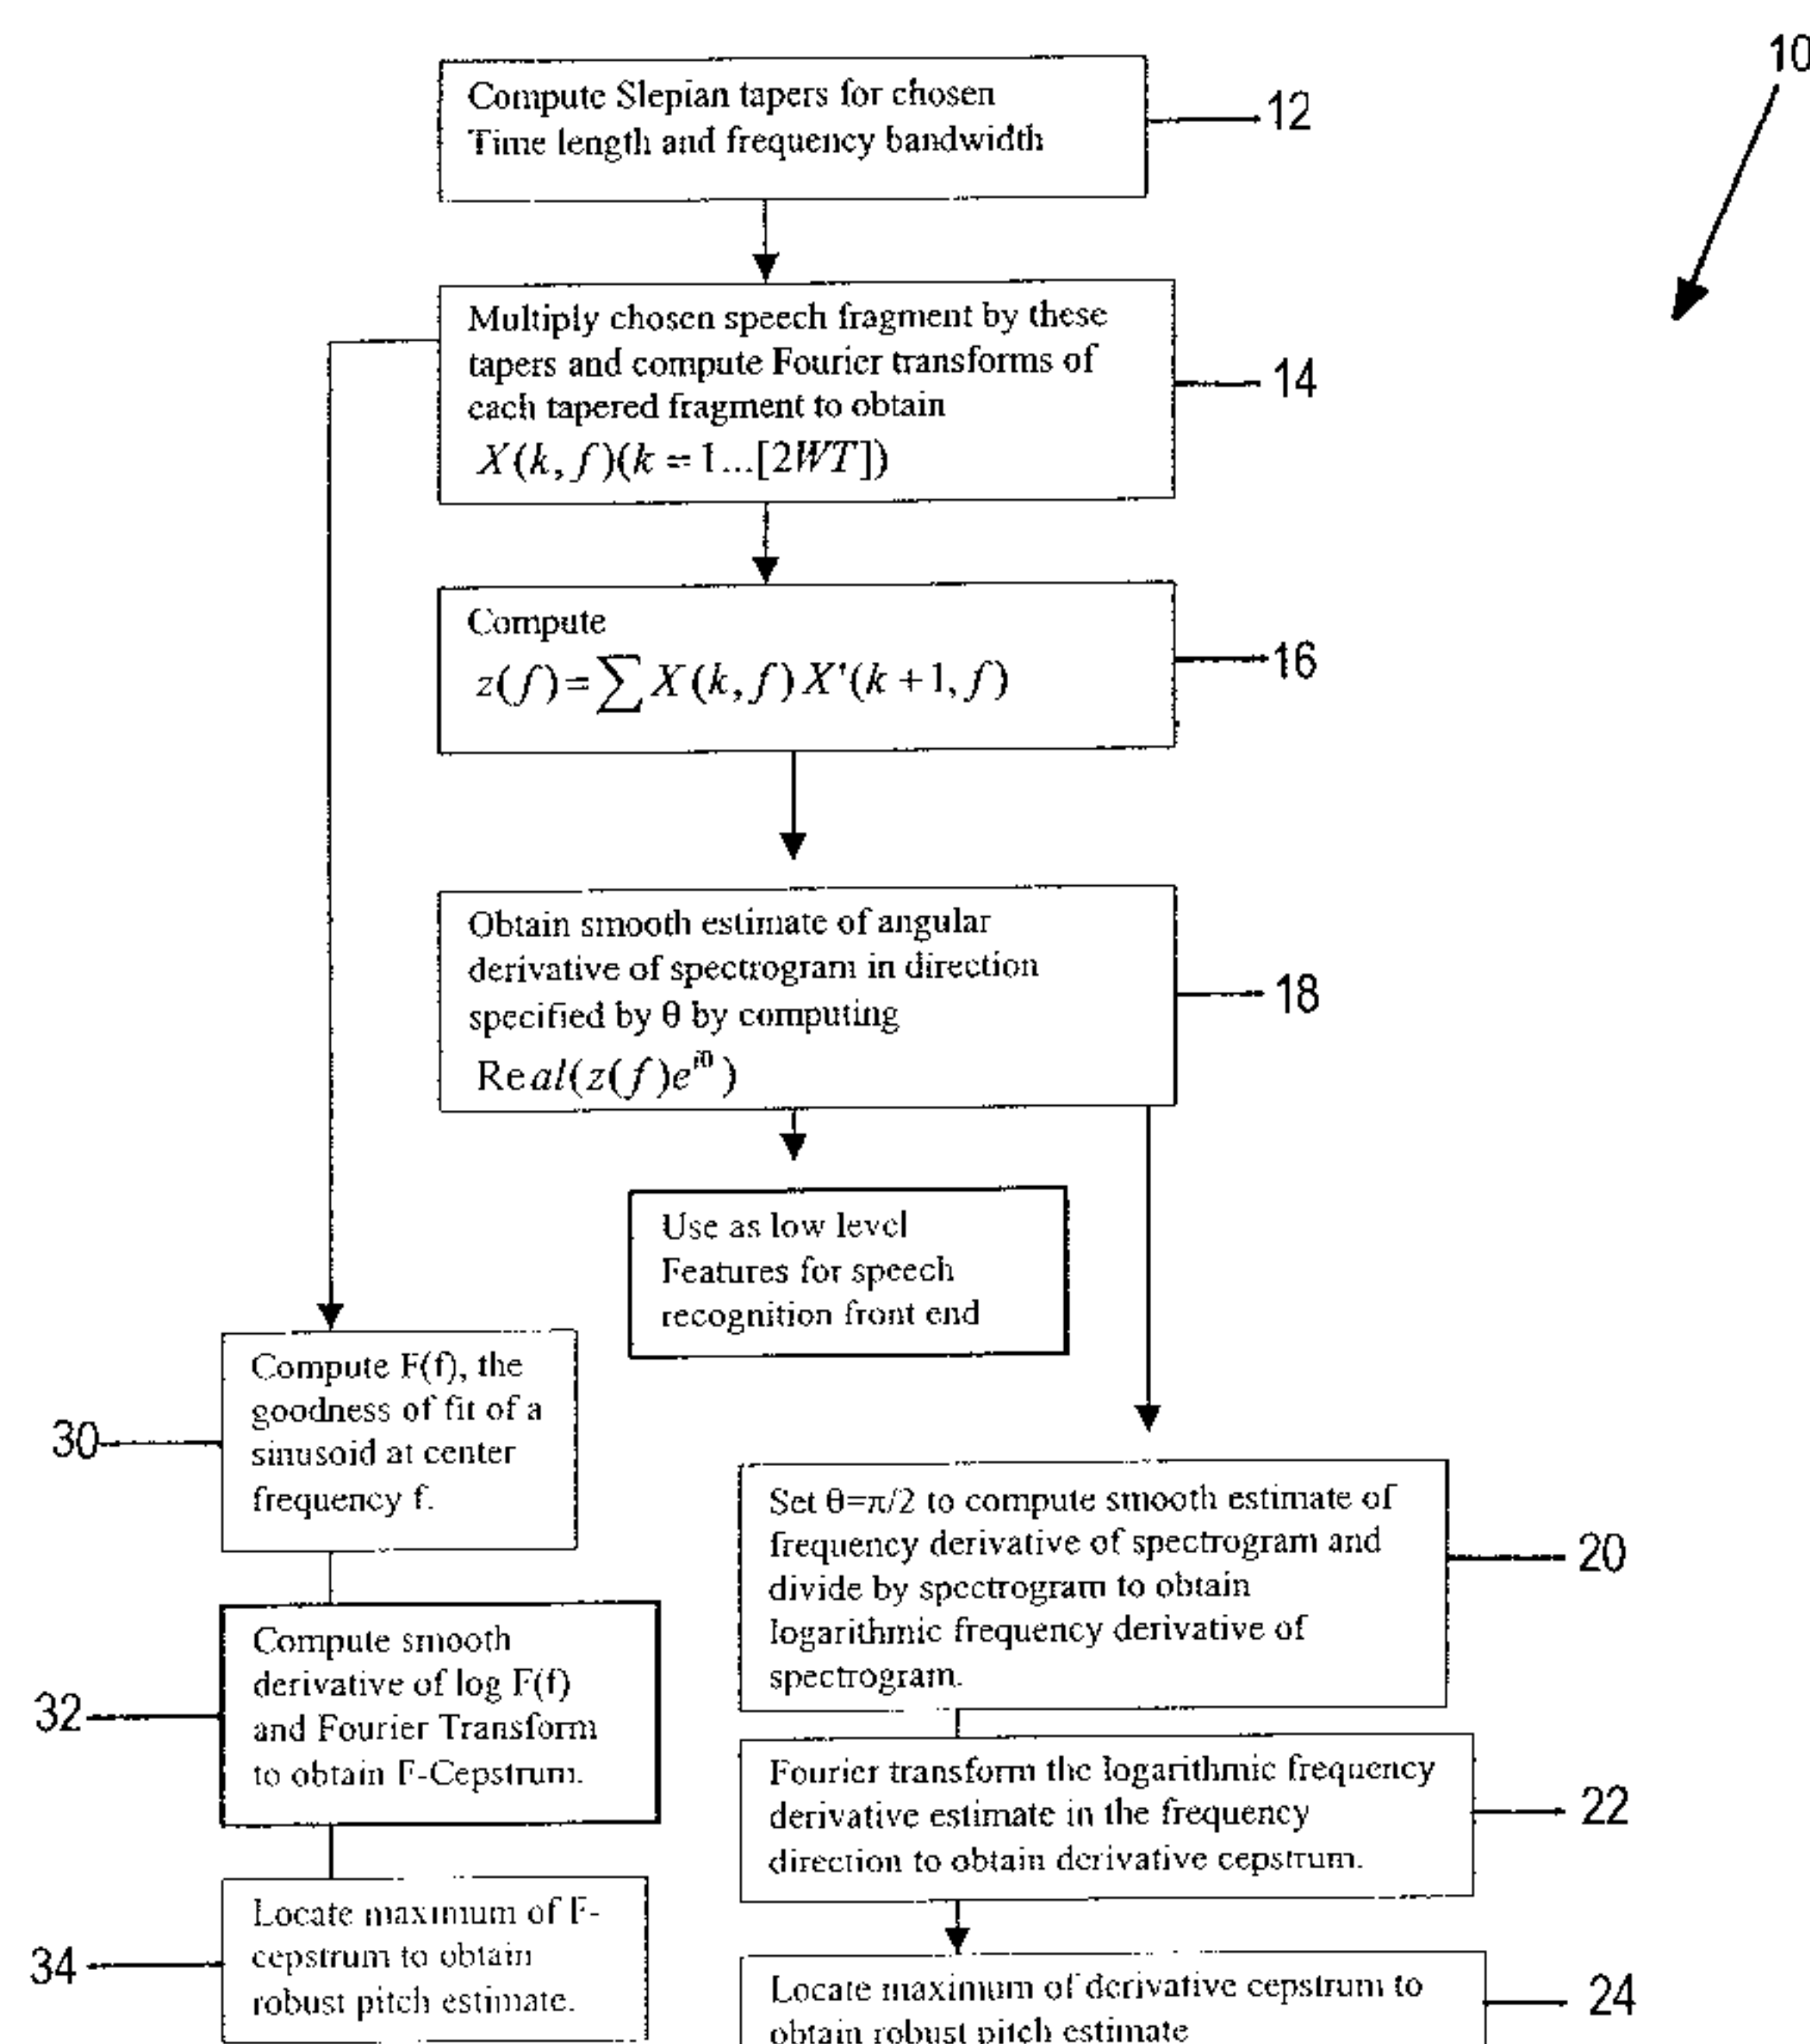 10
Compute Slepian tapers for chosen
Time length and frequency bandwidth
12
Multiply chosen speech fragment by these
tapers and compute Fourier transforms of
each tapered fragment to obtain
X(k, f)(k = 1...[2WT])
14
Compute
z(f) = ∑ X(k, f) X'(k + 1, f)
16
Obtain smooth estimate of angular
derivative of spectrogram in direction
specified by θ by computing
Real(z(f)e^{iθ})
18
Use as low level
Features for speech
recognition front end
Compute F(f), the
goodness of fit of a
sinusoid at center
frequency f.
30
Set θ=π/2 to compute smooth estimate of
frequency derivative of spectrogram and
divide by spectrogram to obtain
logarithmic frequency derivative of
spectrogram.
20
Compute smooth
derivative of log F(f)
and Fourier Transform
to obtain F-Cepstrum.
32
Fourier transform the logarithmic frequency
derivative estimate in the frequency
direction to obtain derivative cepstrum.
22
Locate maximum of F-
cepstrum to obtain
robust pitch estimate.
34
Locate maximum of derivative cepstrum to
obtain robust pitch estimate
24